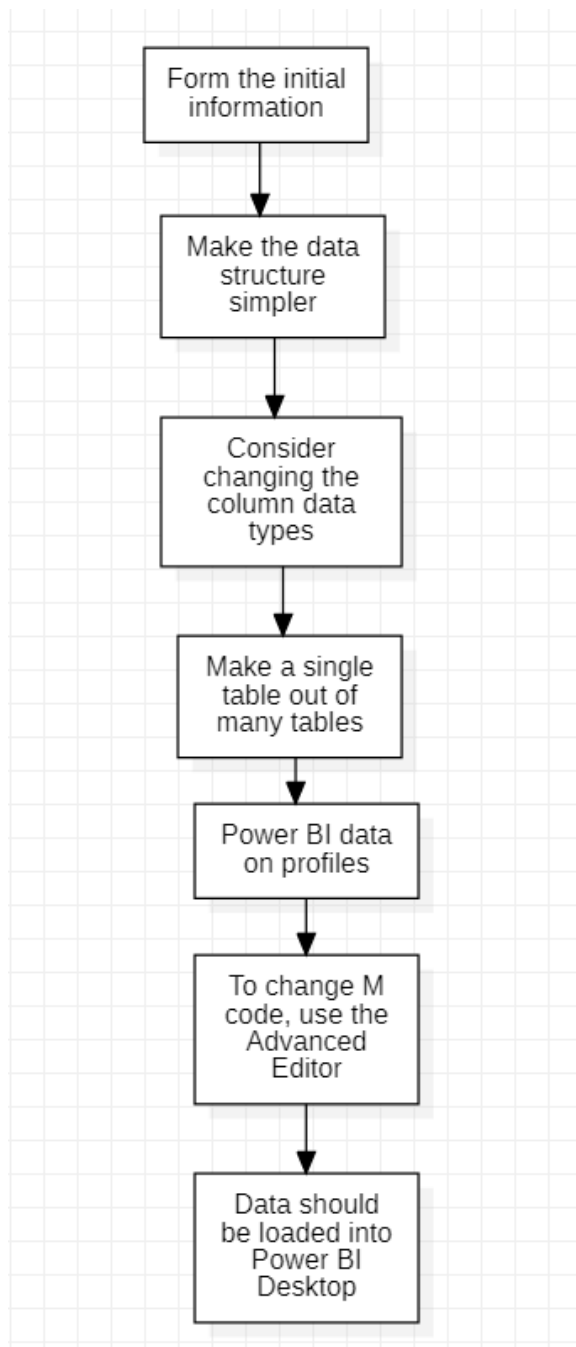 Form the initial
information
Make the data
structure
simpler
Consider
changing the
column data
types
Make a single
table out of
many tables
Power BI data
on profiles
To change M
code, use the
Advanced
Editor
Data should
be loaded into
Power BI
Desktop